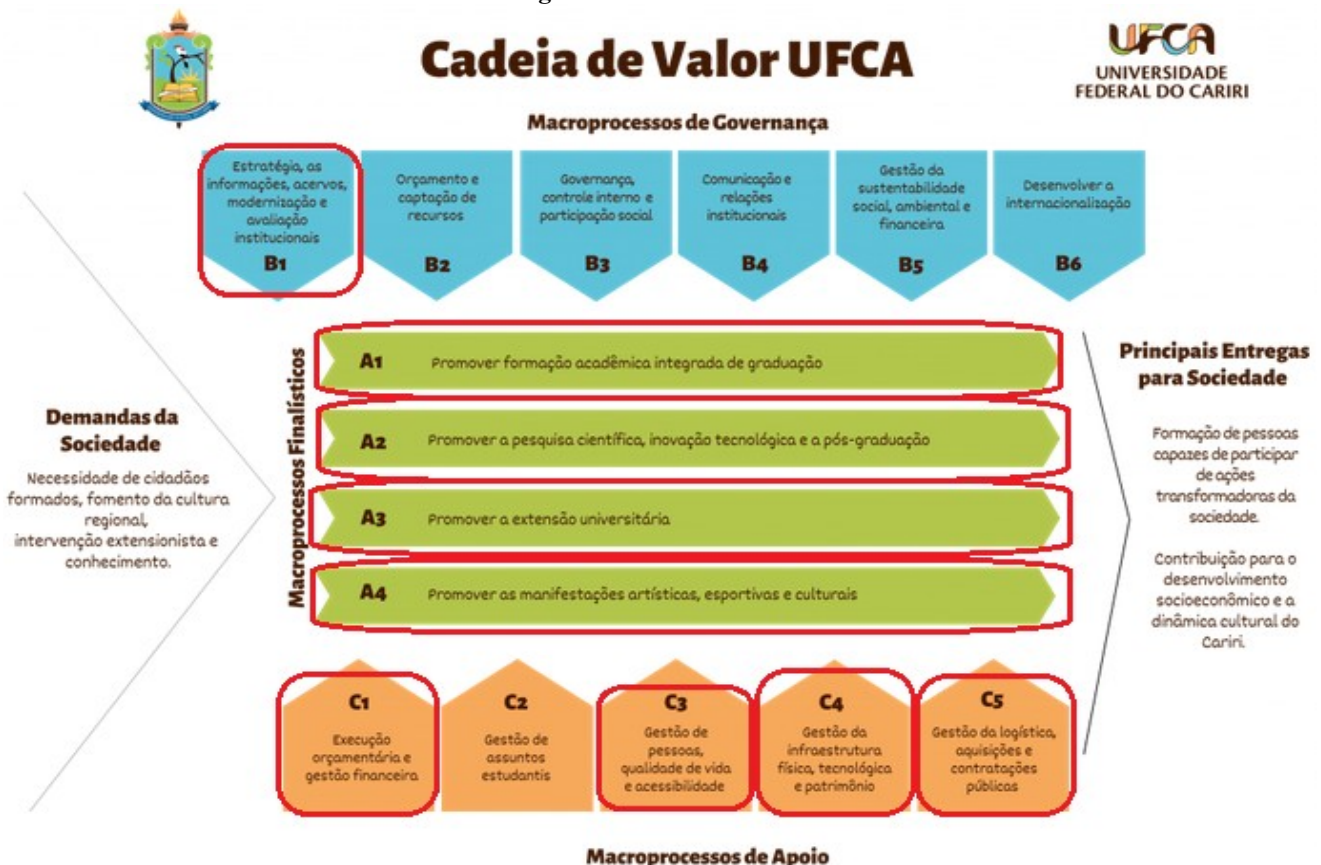 Cadeia de Valor UFCA
UFCA
UNIVERSIDADE
FEDERAL DO CARIRI
Macroprocessos de Governança
Estratégia, as
informações, acervos,
modernização e
avaliação
institucionais
B1
Orçamento e
captação de
recursos
B2
Governança,
controle interno e
participação social
B3
Comunicação e
relações
institucionais
B4
Gestão da
sustentabilidade
social, ambiental e
financeira
B5
Desenvolver a
internacionalização
B6
Demandas da
Sociedade
Necessidade de cidadãos
formados, fomento da cultura
regional,
intervenção extensionista e
conhecimento.
Macroprocessos Finalísticos
A1 Promover formação acadêmica integrada de graduação
A2 Promover a pesquisa científica, inovação tecnológica e a pós-graduação
A3 Promover a extensão universitária
A4 Promover as manifestações artísticas, esportivas e culturais
Principais Entregas
para Sociedade
Formação de pessoas
capazes de participar
de ações
transformadoras da
sociedade.
Contribuição para o
desenvolvimento
socioeconômico e a
dinâmica cultural do
Cariri.
C1
Execução
orçamentária e
gestão financeira
C2
Gestão de
assuntos
estudantis
C3
Gestão de
pessoas,
qualidade de vida
e acessibilidade
C4
Gestão da
infraestrutura
física, tecnológica
e patrimônio
C5
Gestão da logística,
aquisições e
contratações
públicas
Macroprocessos de Apoio